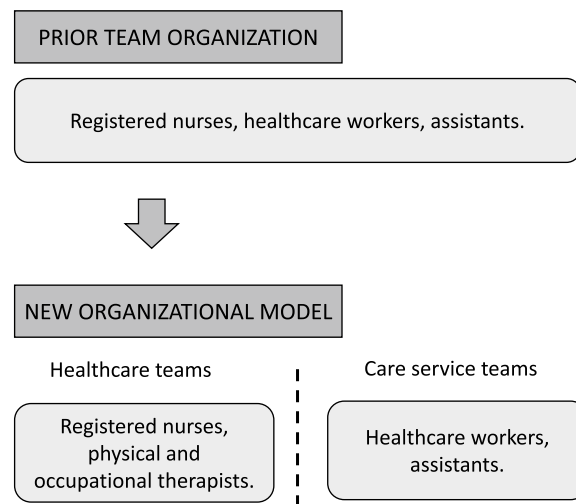 PRIOR TEAM ORGANIZATION
Registered nurses, healthcare workers, assistants.
NEW ORGANIZATIONAL MODEL
Healthcare teams
Care service teams
Registered nurses,
physical and
occupational therapists.
Healthcare workers,
assistants.